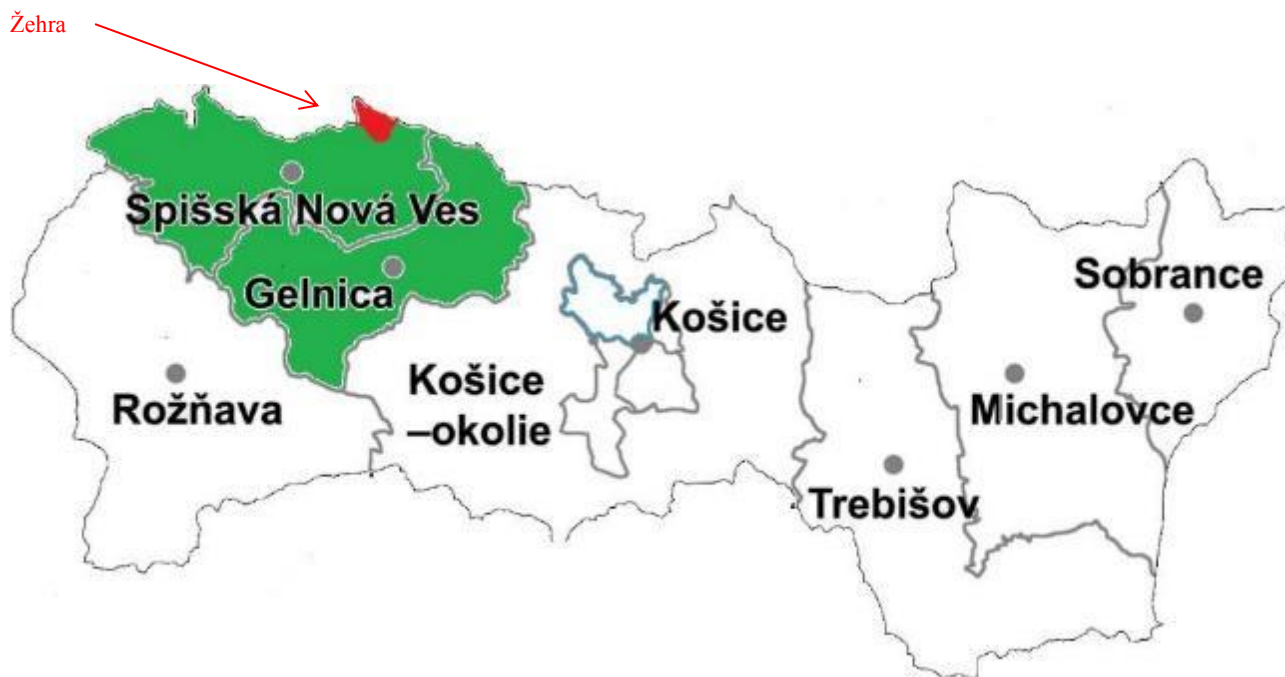 Žehra
Spišská Nová Ves
Gelnica
Sobrance
Košice
Košice
–okolie
Rožňava
Michalovce
Trebišov